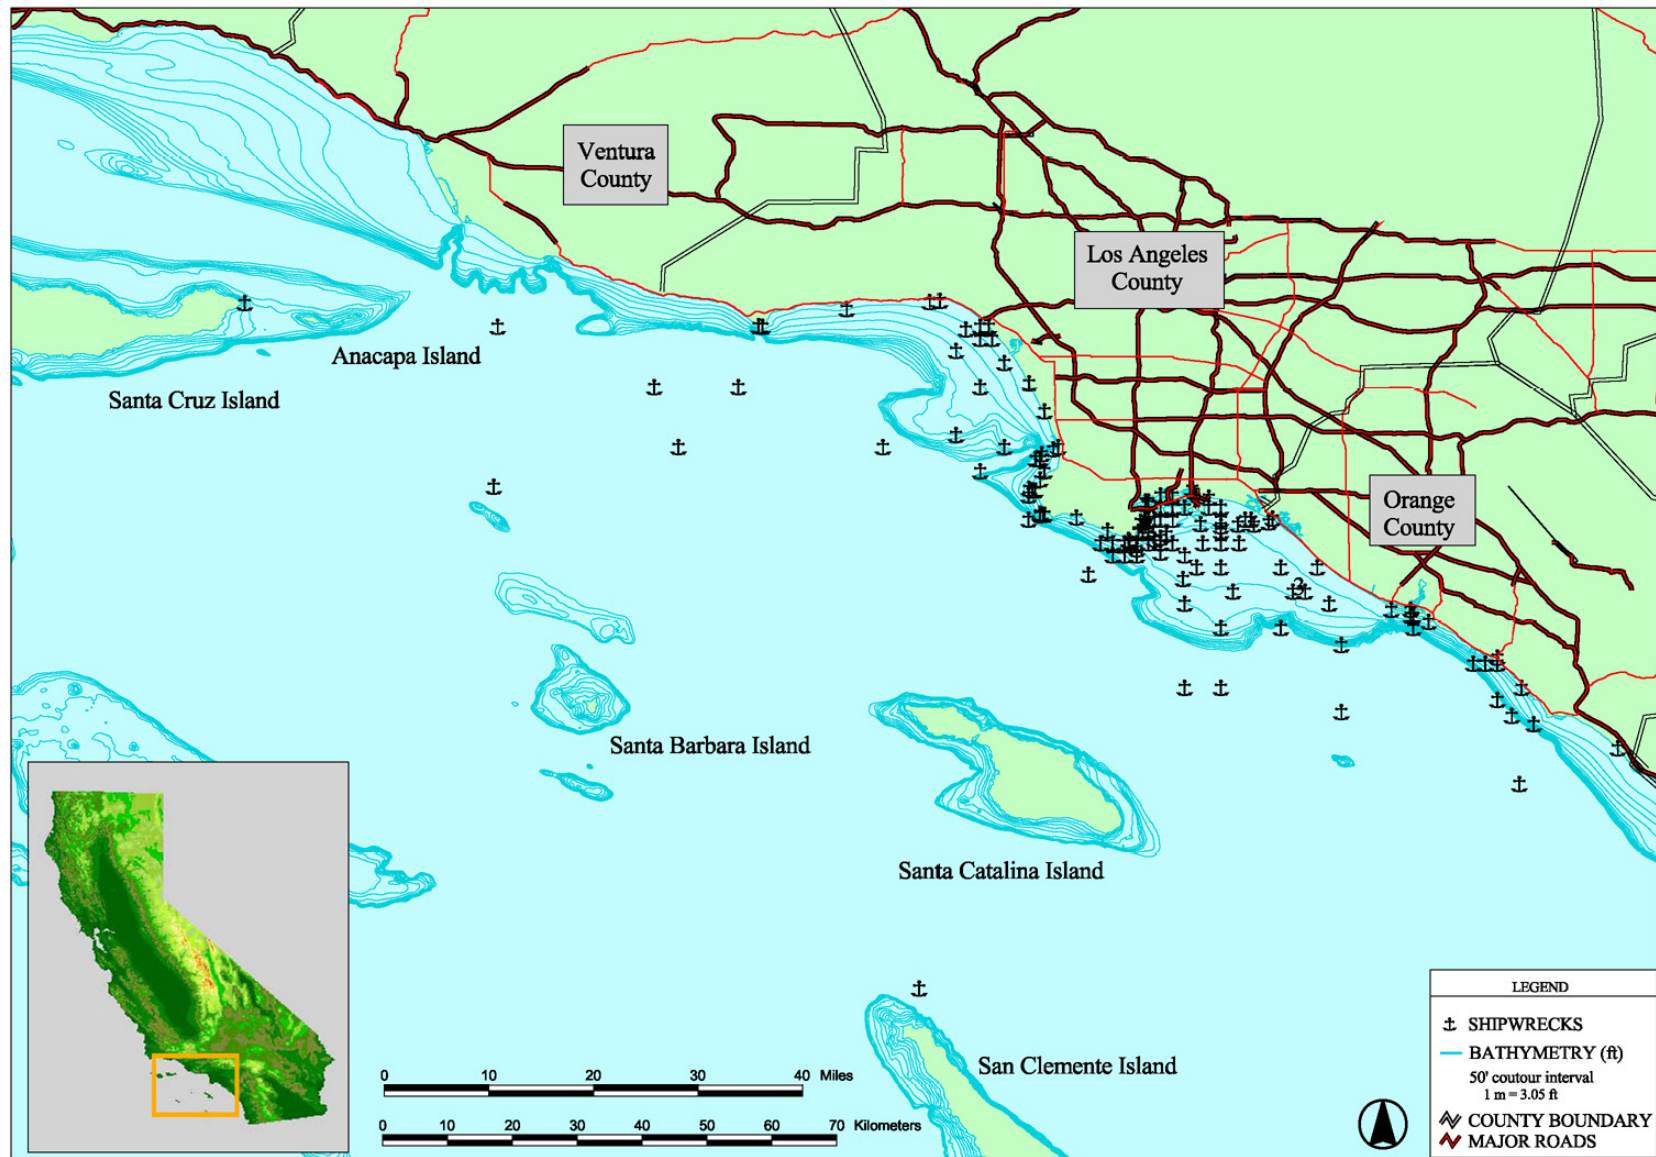 Ventura
County
Los Angeles
County
Anacapa Island
Santa Cruz Island
Orange
County
2
Santa Barbara Island
Santa Catalina Island
San Clemente Island
0 10 20 30 40 Miles
0 10 20 30 40 50 60 70 Kilometers
LEGEND
SHIPWRECKS
BATHYMETRY (ft)
50' coutour interval
1 m = 3.05 ft
COUNTY BOUNDARY
MAJOR ROADS